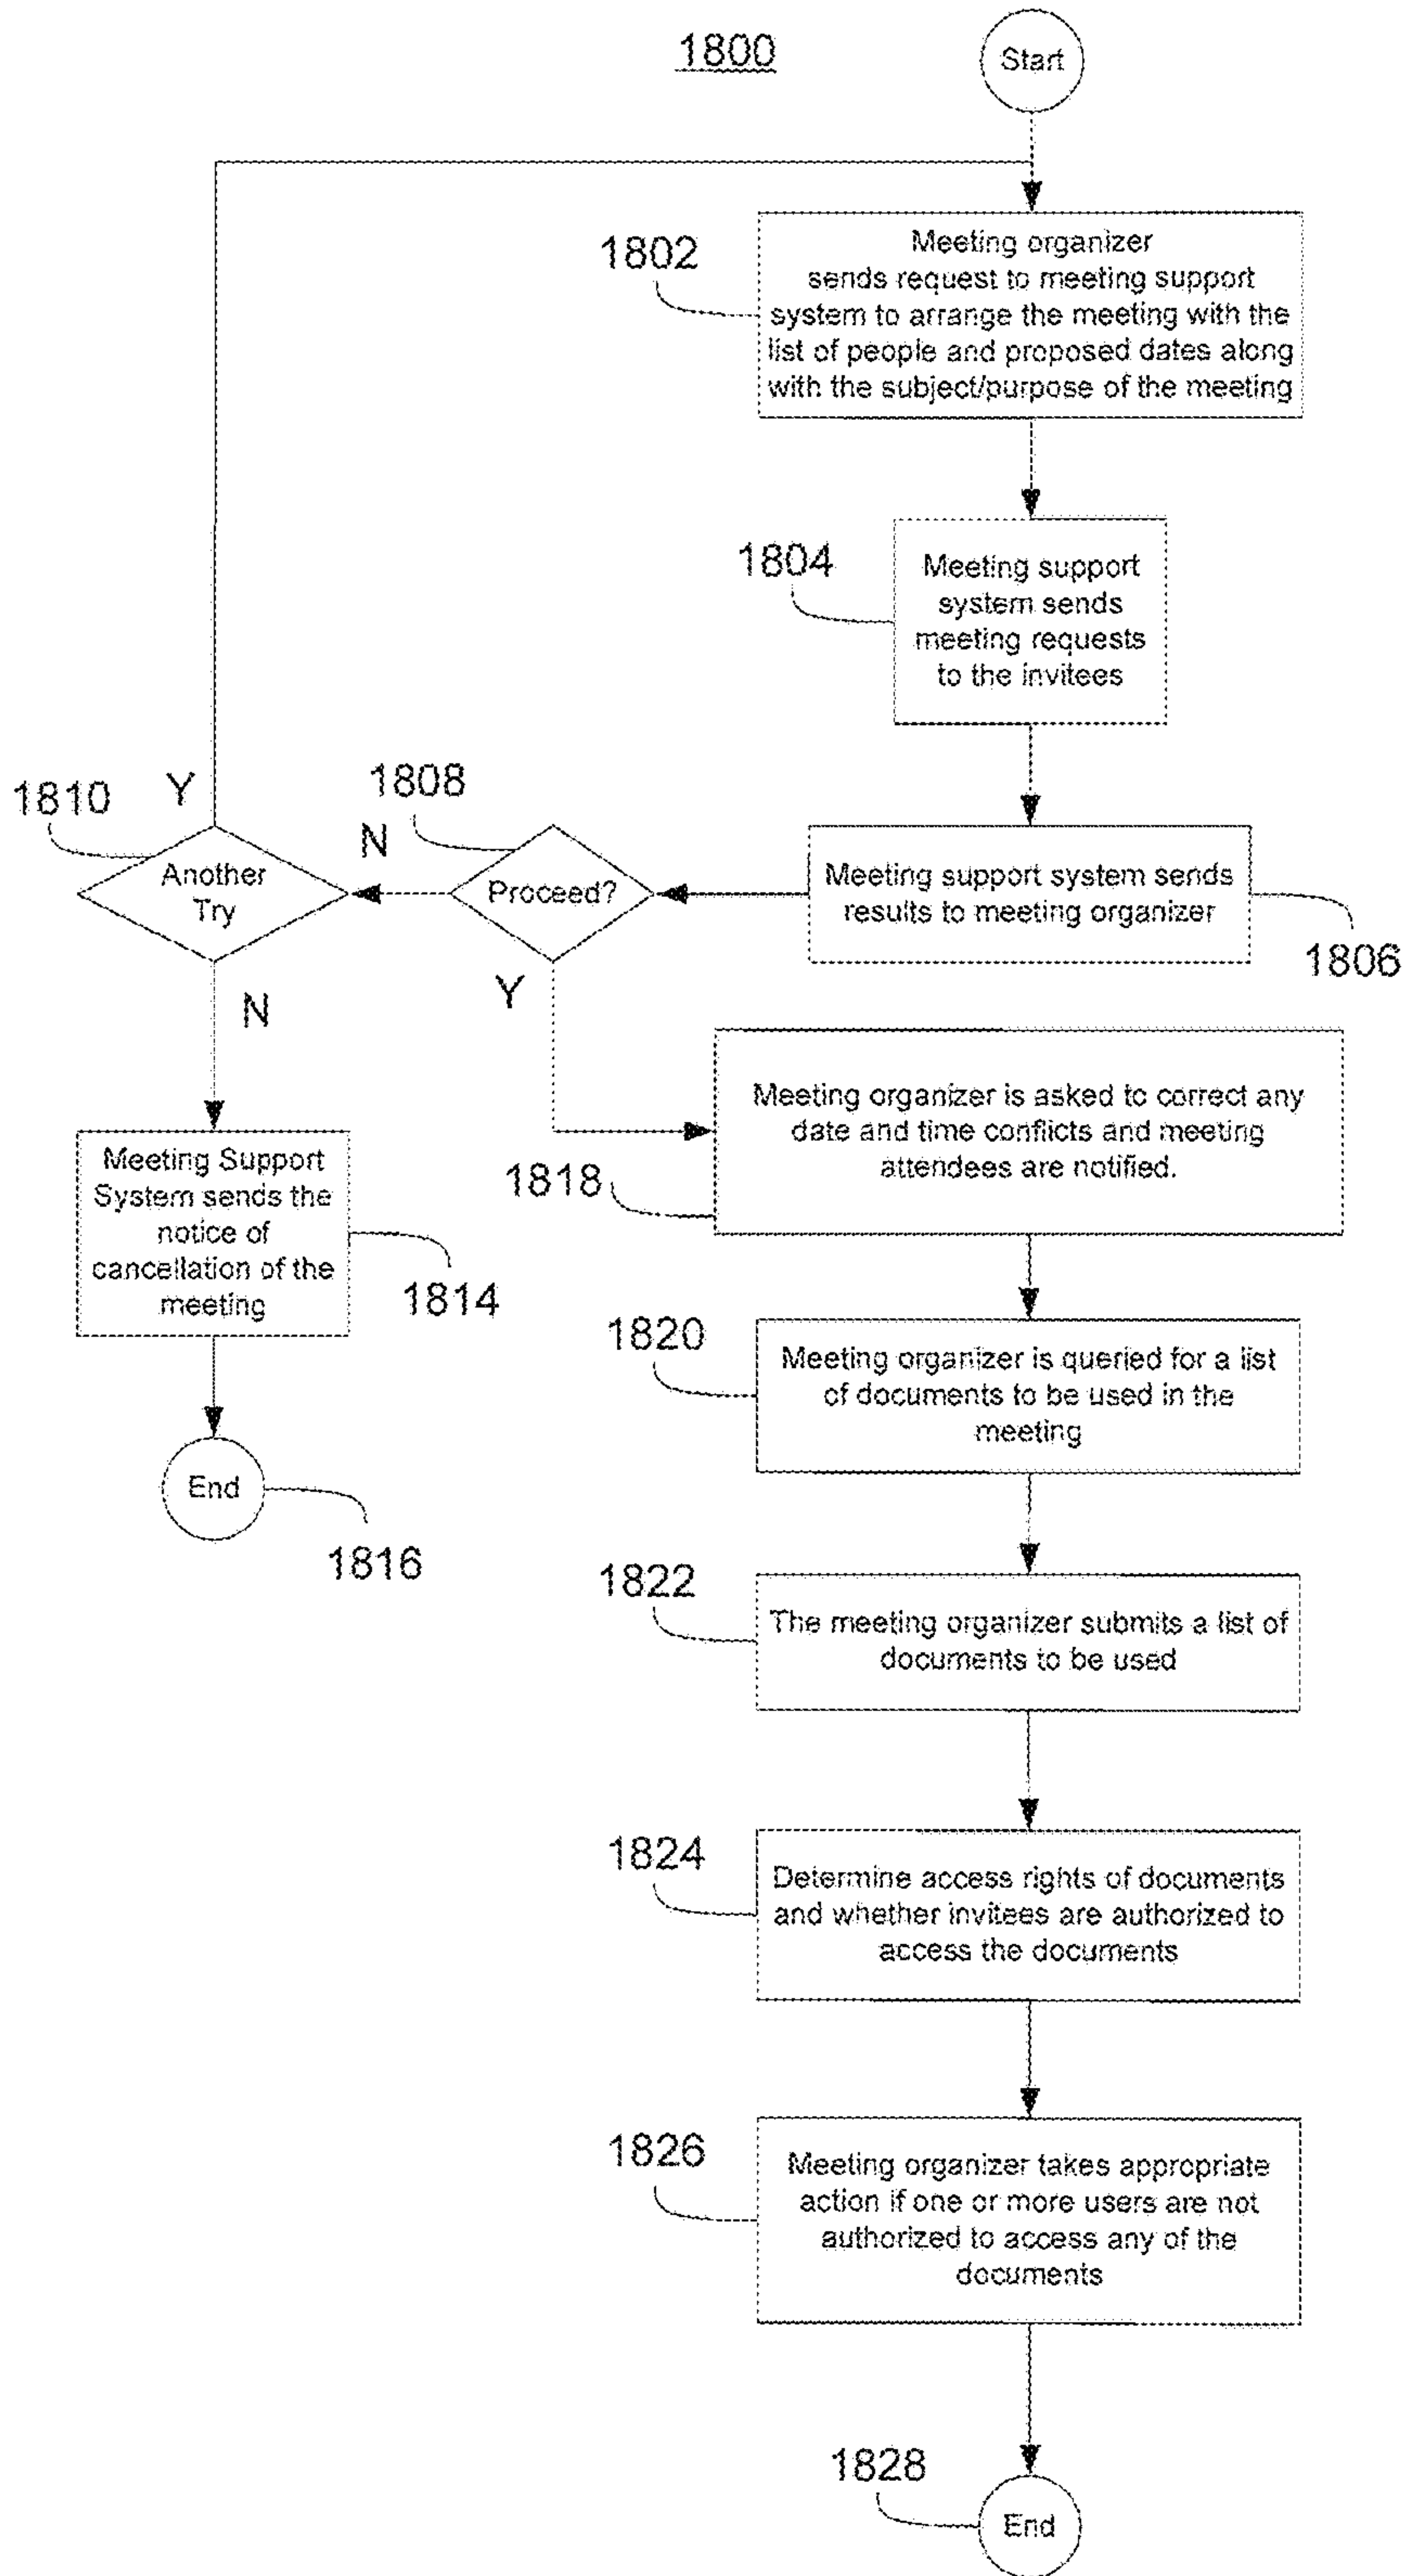 1800
Start
1802
Meeting organizer
sends request to meeting support
system to arrange the meeting with the
list of people and proposed dates along
with the subject/purpose of the meeting
1804
Meeting support
system sends
meeting requests
to the invitees
1806
Meeting support system sends
results to meeting organizer
1808
Proceed?
N
Y
1810
Another
Try
Y
N
Meeting Support
System sends the
notice of
cancellation of the
meeting
1814
End
1816
Meeting organizer is asked to correct any
date and time conflicts and meeting
attendees are notified.
1818
1820
Meeting organizer is queried for a list
of documents to be used in the
meeting
1822
The meeting organizer submits a list of
documents to be used
1824
Determine access rights of documents
and whether invitees are authorized to
access the documents
1826
Meeting organizer takes appropriate
action if one or more users are not
authorized to access any of the
documents
1828
End